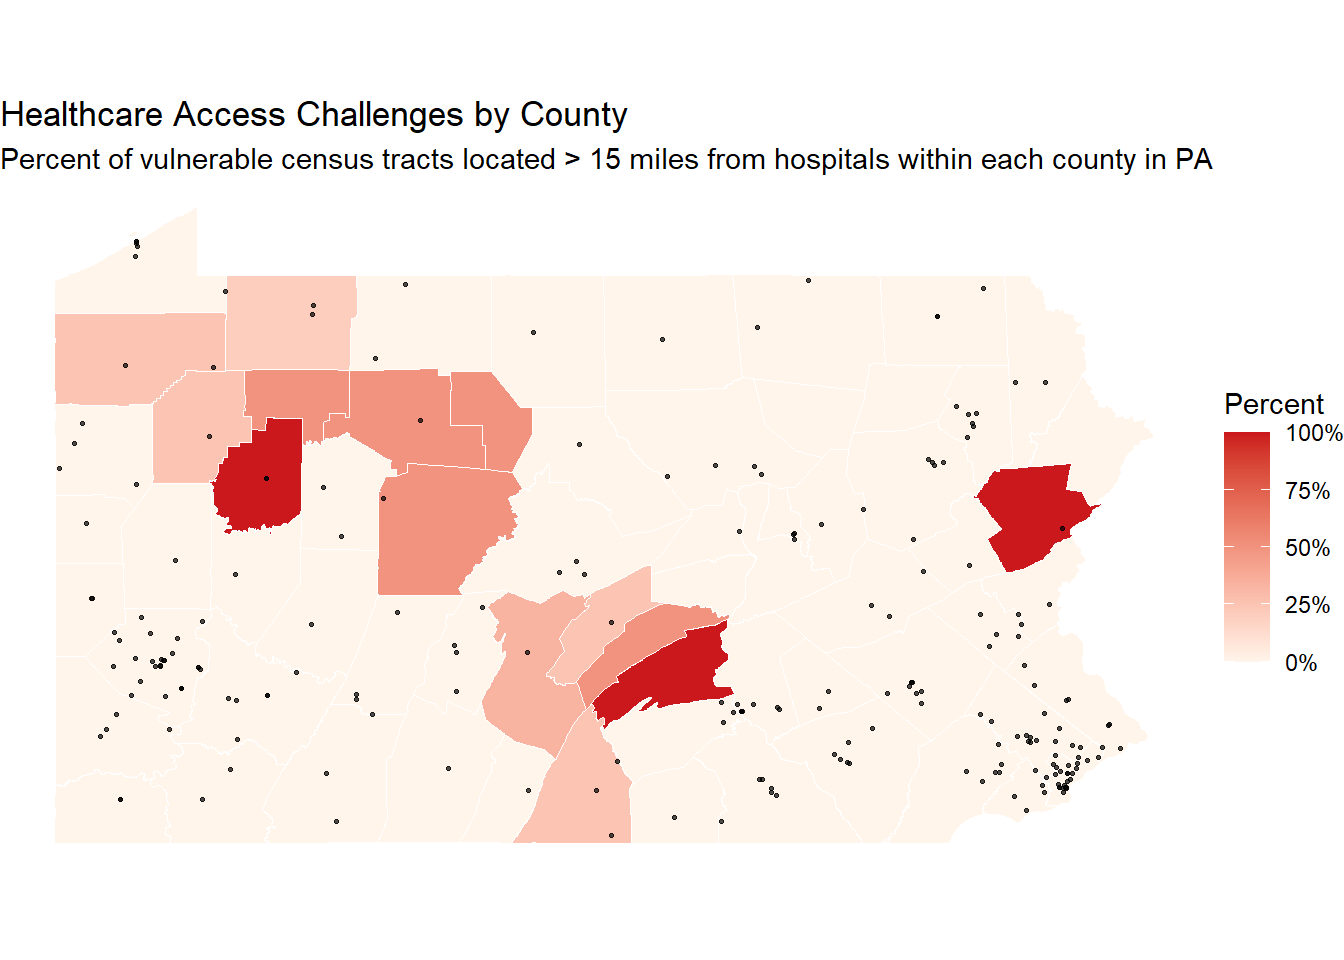 Healthcare Access Challenges by County
Percent of vulnerable census tracts located > 15 miles from hospitals within each county in PA
Percent
100%
75%
50%
25%
0%